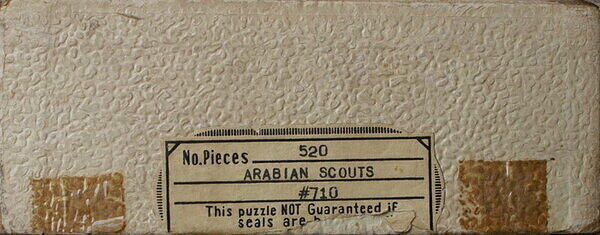 No.Pieces 520
ARABIAN SCOUTS
#710
This puzzle NOT Guaranteed if
seals are